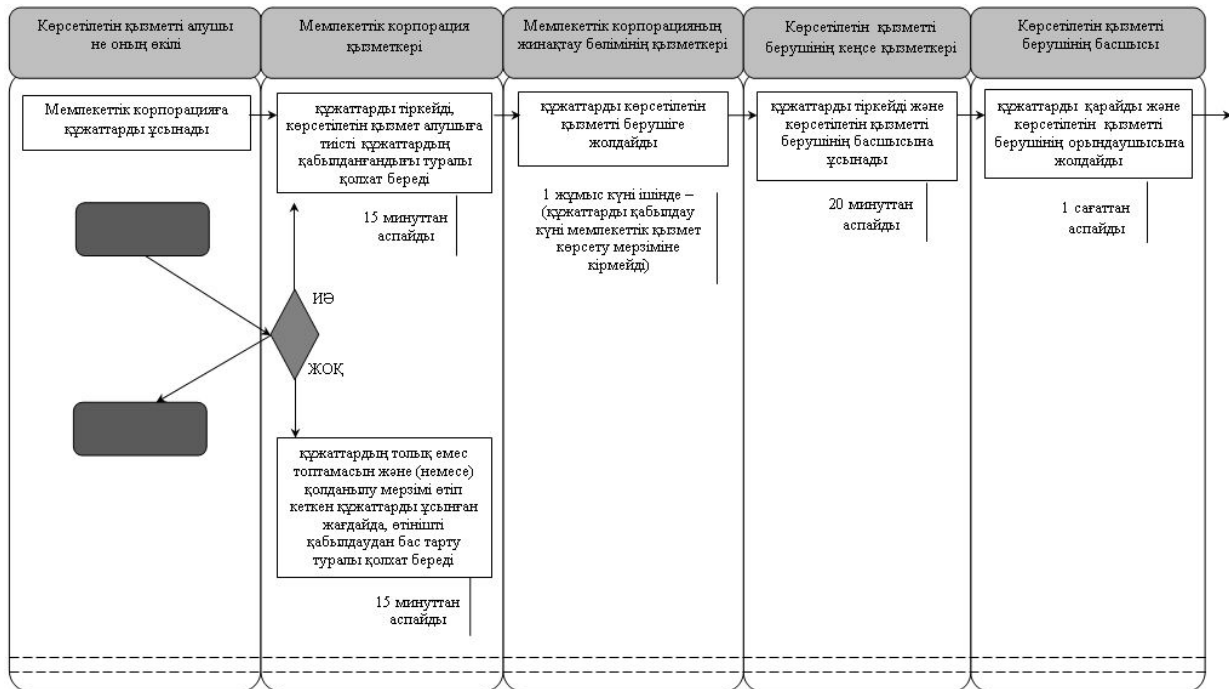 Көрсетілетін қызметті алушы
не оның өкілі
Мемлекеттік корпорация
қызметкері
Мемлекеттік корпорацияның
жинақтау бөлімінің қызметкері
Көрсетілетін қызметті
берушінің кеңсе қызметкері
Көрсетілетін қызметті
берушінің басшысы
Мемлекеттік корпорацияға
құжаттарды ұсынады
құжаттарды тіркейді,
көрсетілетін қызмет алушыға
тиісті құжаттардың
қабылданғандығы туралы
қолхат береді
15 минуттан
аспайды
құжаттарды көрсетілетін
қызметті берушіге
жолдайды
1 жұмыс күні ішінде –
(құжаттарды қабылдау
күні мемлекеттік қызмет
көрсету мерзіміне
кірмейді)
құжаттарды тіркейді және
көрсетілетін қызметті
берушінің басшысына
ұсынады
20 минуттан
аспайды
құжаттарды қарайды және
көрсетілетін қызметті
берушінің орындаушысына
жолдайды
1 сағаттан
аспайды
ИӘ
ЖОҚ
құжаттардың толық емес
топтамасын және (немесе)
қолданылу мерзімі өтіп
кеткен құжаттарды ұсынған
жағдайда, өтінішті
қабылдаудан бас тарту
туралы қолхат береді
15 минуттан
аспайды